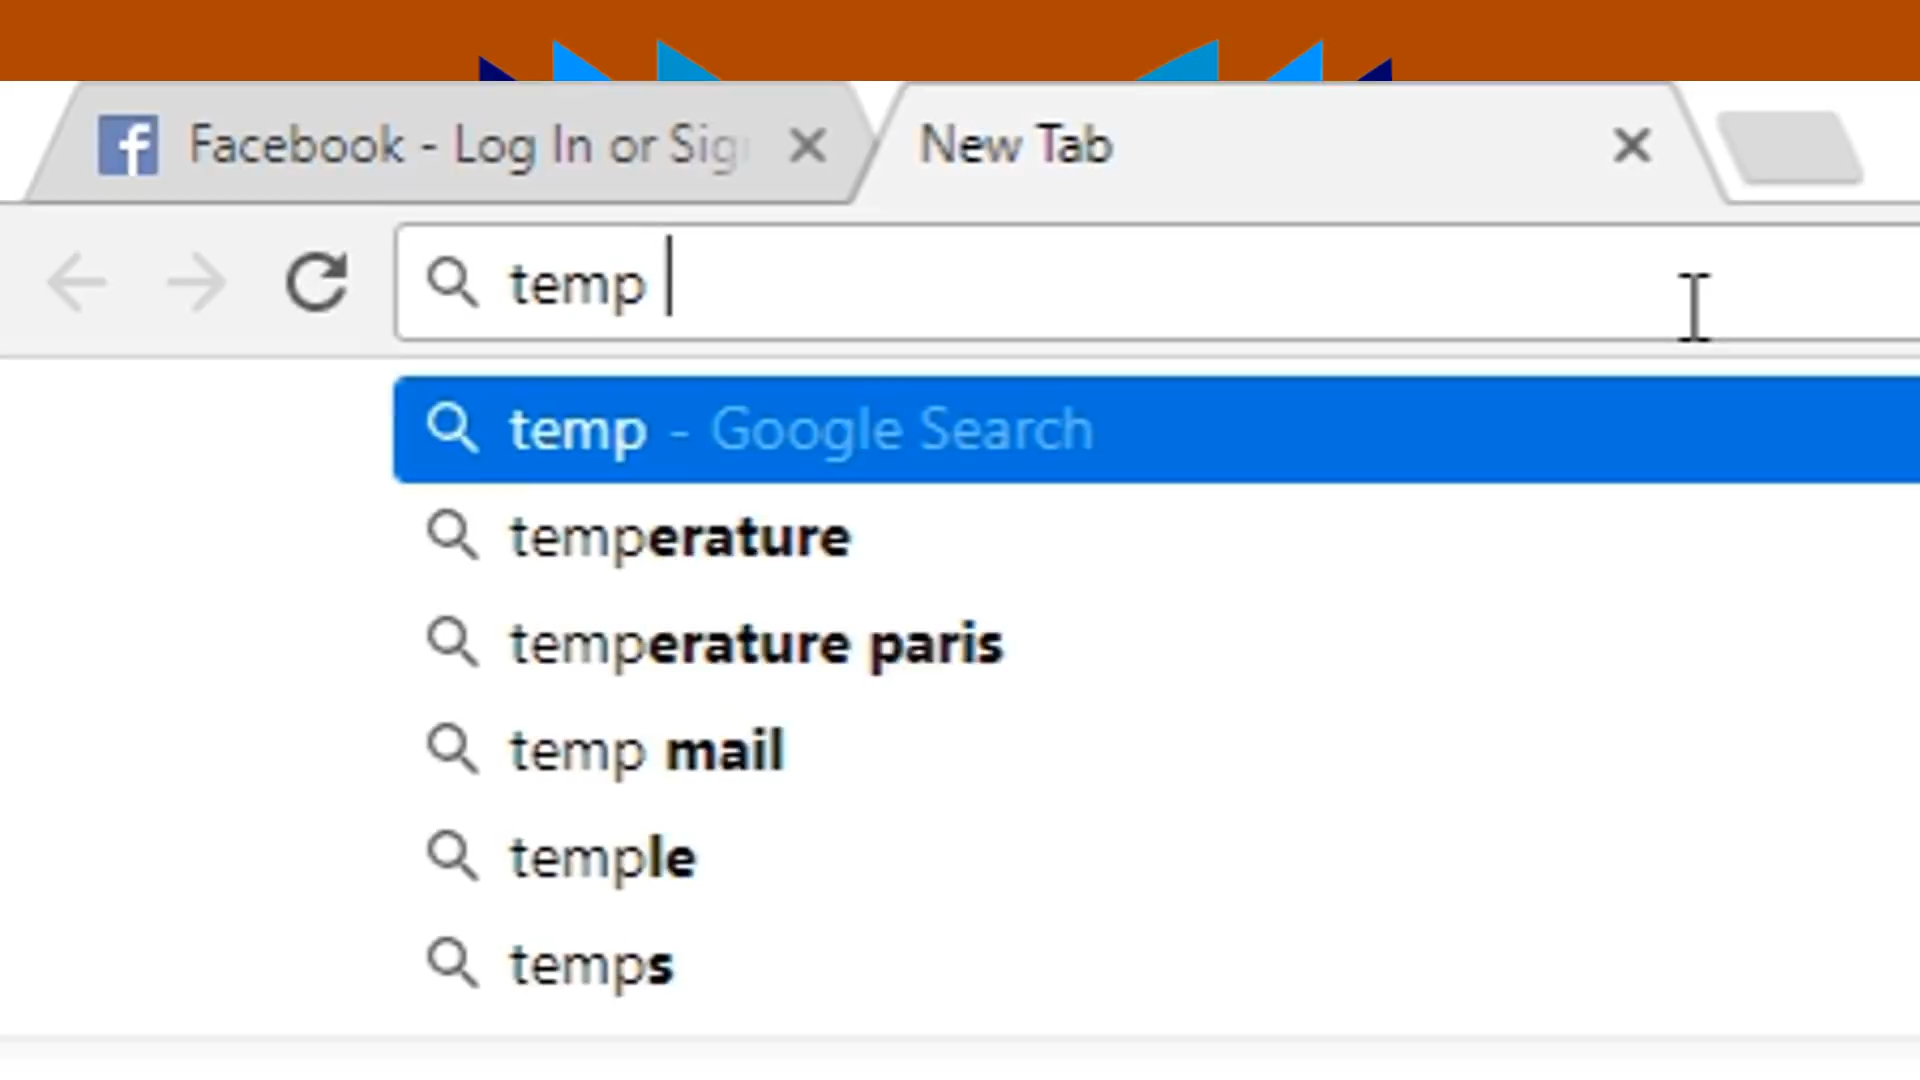 Facebook - Log In or Sig
New Tab
temp
temp - Google Search
temperature
temperature paris
temp mail
temple
temps